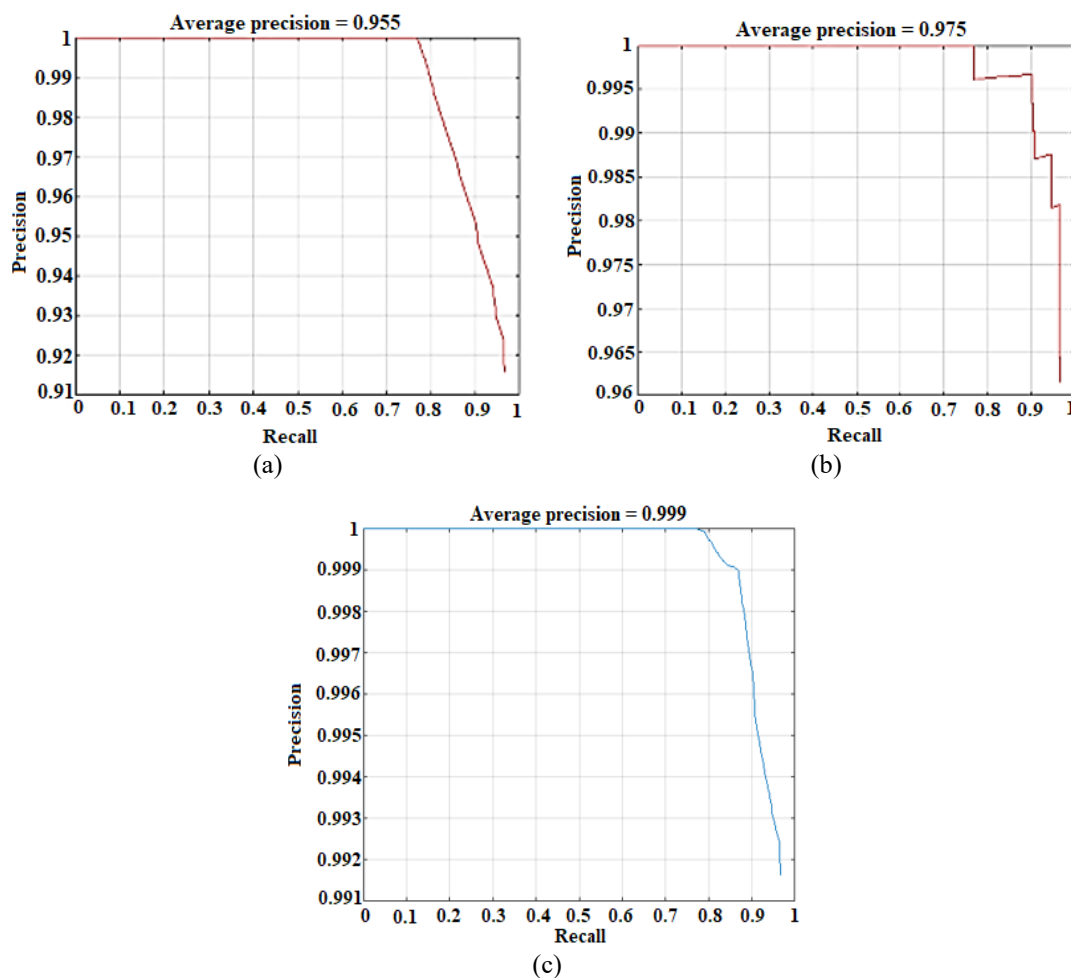 Average precision = 0.955
1
0.99
0.98
0.97
0.96
0.95
0.94
0.93
0.92
0.91
Precision
0 0.1 0.2 0.3 0.4 0.5 0.6 0.7 0.8 0.9 1
Recall
(a)
Average precision = 0.975
1
0.995
0.99
0.985
0.98
0.975
0.97
0.965
0.96
Precision
0 0.1 0.2 0.3 0.4 0.5 0.6 0.7 0.8 0.9 1
Recall
(b)
Average precision = 0.999
1
0.999
0.998
0.997
0.996
0.995
0.994
0.993
0.992
0.991
Precision
0 0.1 0.2 0.3 0.4 0.5 0.6 0.7 0.8 0.9 1
Recall
(c)